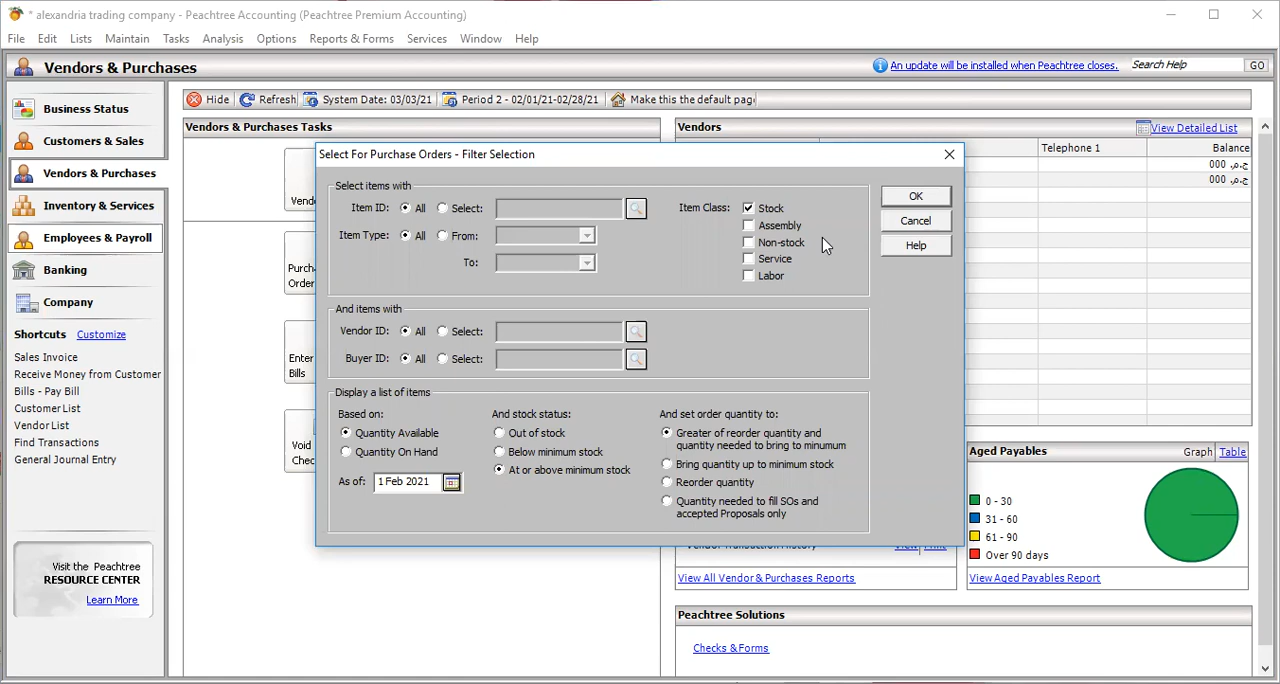 * alexandria trading company - Peachtree Accounting (Peachtree Premium Accounting)
File Edit Lists Maintain Tasks Analysis Options Reports & Forms Services Window Help
Vendors & Purchases
An update will be installed when Peachtree closes.
Search Help
GO
Business Status
Customers & Sales
Vendors & Purchases
Inventory & Services
Employees & Payroll
Banking
Company
Shortcuts Customize
Sales Invoice
Receive Money from Customer
Bills - Pay Bill
Customer List
Vendor List
Find Transactions
General Journal Entry
Visit the Peachtree
RESOURCE CENTER
Learn More
Hide Refresh System Date: 03/03/21 Period 2 - 02/01/21-02/28/21 Make this the default page
Vendors & Purchases Tasks
Enter
Bills
Void
Vendors
View Detailed List
Telephone 1 Balance
000 ج.م.
000 ج.م.
Select For Purchase Orders - Filter Selection
Select items with
Item ID: All Select:
Item Type: All From:
To:
Item Class: Stock
Assembly
Non-stock
Service
Labor
OK
Cancel
Help
And items with
Vendor ID: All Select:
Buyer ID: All Select:
Display a list of items
Based on:
Quantity Available
Quantity On Hand
As of: 1 Feb 2021
And stock status:
Out of stock
Below minimum stock
At or above minimum stock
And set order quantity to:
Greater of reorder quantity and
quantity needed to bring to minimum
Bring quantity up to minimum stock
Reorder quantity
Quantity needed to fill SOs and
accepted Proposals only
View All Vendor & Purchases Reports
Aged Payables
Graph Table
0 - 30
31 - 60
61 - 90
Over 90 days
View Aged Payables Report
Peachtree Solutions
Checks & Forms